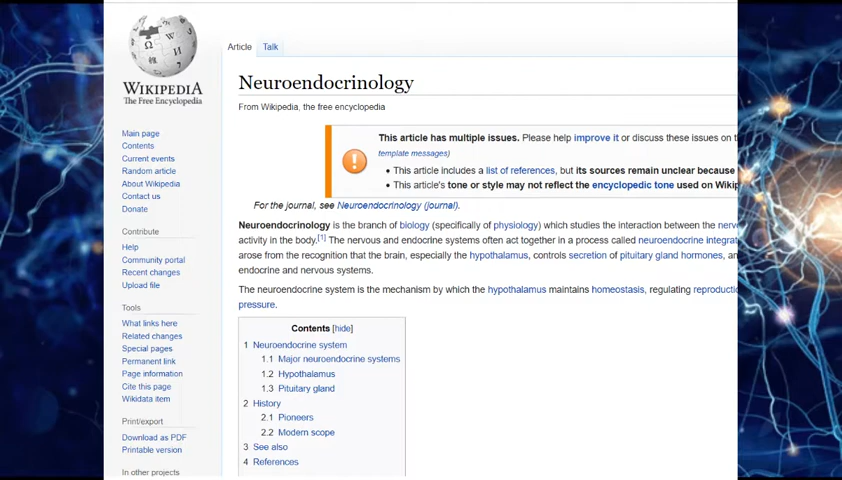 WIKIPEDIA
The Free Encyclopedia
Main page
Contents
Current events
Random article
About Wikipedia
Contact us
Donate
Contribute
Help
Community portal
Recent changes
Upload file
Tools
What links here
Related changes
Special pages
Permanent link
Page information
Cite this page
Wikidata item
Print/export
Download as PDF
Printable version
In other projects
Article Talk
Neuroendocrinology
From Wikipedia, the free encyclopedia
This article has multiple issues. Please help improve it or discuss these issues on the
template messages)
• This article includes a list of references, but its sources remain unclear because
• This article's tone or style may not reflect the encyclopedic tone used on
For the journal, see Neuroendocrinology (journal).
Neuroendocrinology is the branch of biology (specifically of physiology) which studies the interaction between the
activity in the body.[1] The nervous and endocrine systems often act together in a process called neuroendocrine
arose from the recognition that the brain, especially the hypothalamus, controls secretion of pituitary gland hormones,
endocrine and nervous systems.
The neuroendocrine system is the mechanism by which the hypothalamus maintains homeostasis, regulating
pressure.
Contents [hide]
1 Neuroendocrine system
1.1 Major neuroendocrine systems
1.2 Hypothalamus
1.3 Pituitary gland
2 History
2.1 Pioneers
2.2 Modern scope
3 See also
4 References